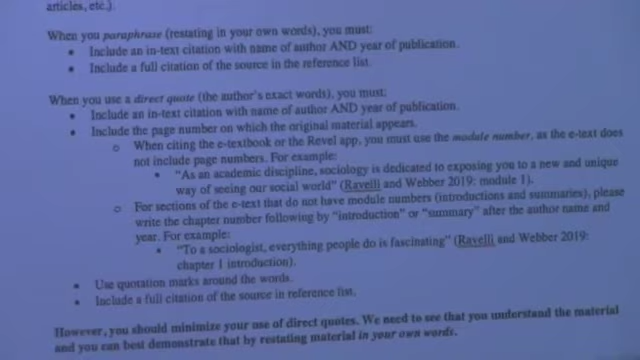 articles, etc.).
When you paraphrase (restating in your own words), you must:
• Include an in-text citation with name of author AND year of publication.
• Include a full citation of the source in the reference list.
When you use a direct quote (the author's exact words), you must:
• Include an in-text citation with name of author AND year of publication.
• Include the page number on which the original material appears.
o When citing the e-textbook or the Revel app, you must use the module number, as the e-text does
not include page numbers. For example:
• "As an academic discipline, sociology is dedicated to exposing you to a new and unique
way of seeing our social world" (Ravelli and Webber 2019: module 1).
o For sections of the e-text that do not have module numbers (introductions and summaries), please
write the chapter number following by "introduction" or "summary" after the author name and
year. For example:
• "To a sociologist, everything people do is fascinating" (Ravelli and Webber 2019:
chapter 1 introduction).
• Use quotation marks around the words.
• Include a full citation of the source in reference list.
However, you should minimize your use of direct quotes. We need to see that you understand the material
and you can best demonstrate that by restating material in your own words.